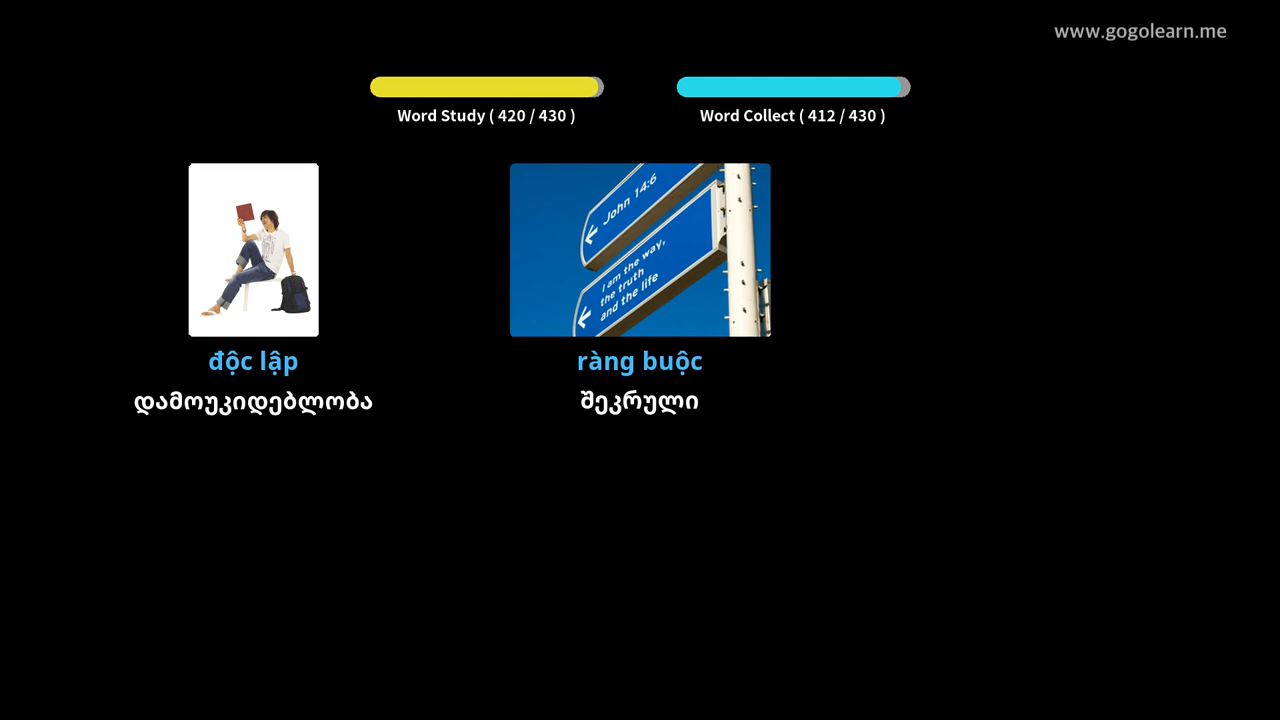 www.gogolearn.me
Word Study ( 420 / 430 )
Word Collect ( 412 / 430 )
John 14:6
I am the way,
the truth
and the life
độc lập
ràng buộc
დამოუკიდებლობა
შეკრული